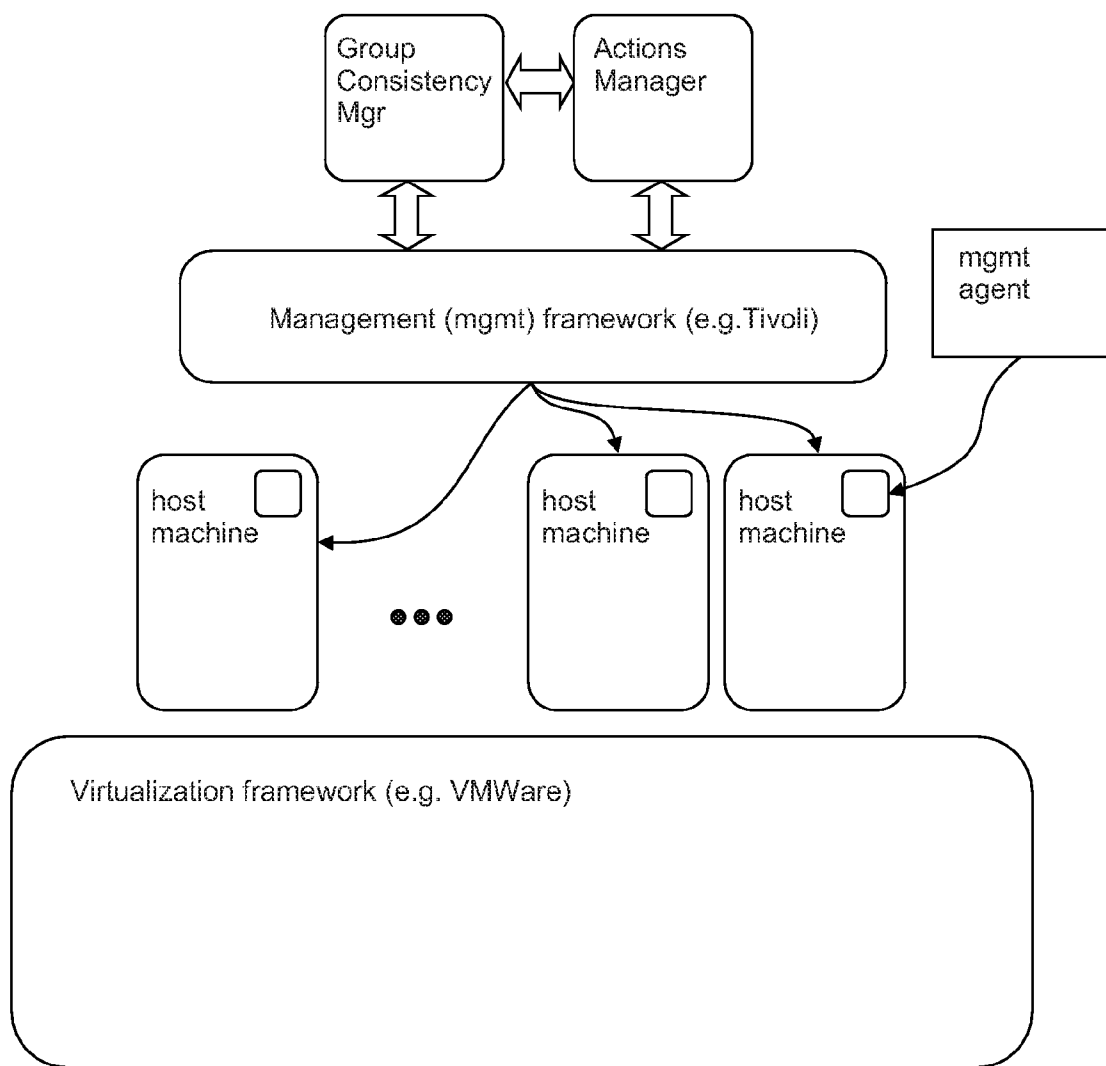 Group
Consistency
Mgr
Actions
Manager
mgmt
agent
Management (mgmt) framework (e.g.Tivoli)
host
machine
host
machine
host
machine
Virtualization framework (e.g. VMWare)